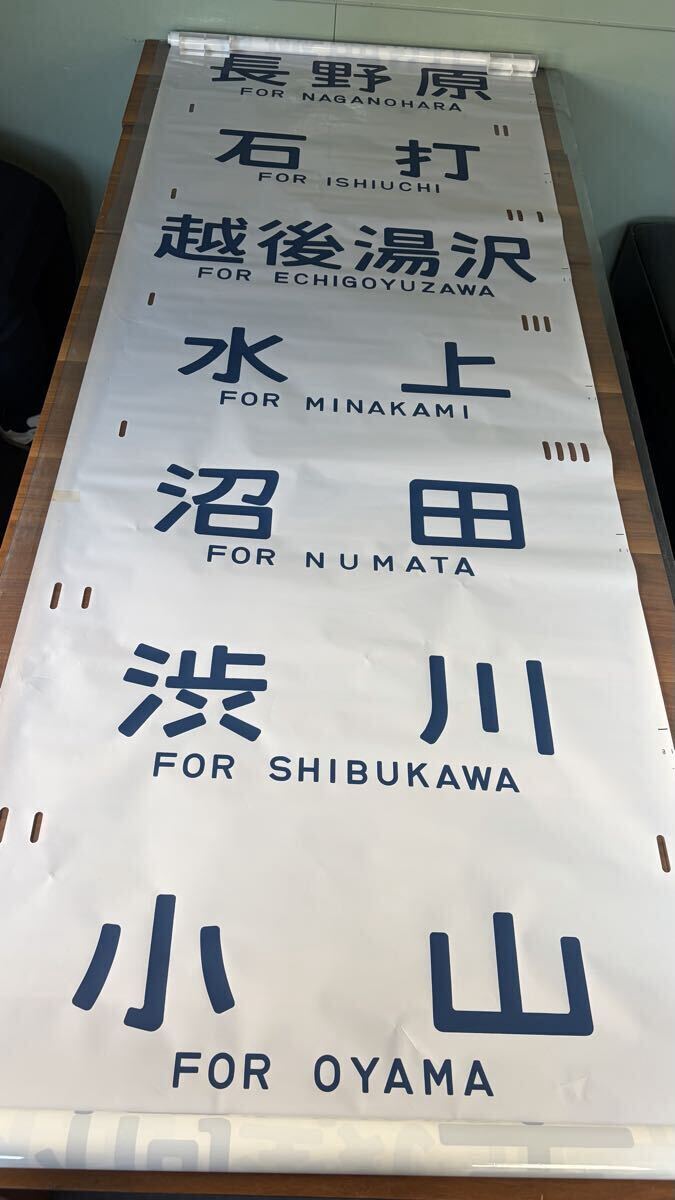 長野原
FOR NAGANOHARA
石打
FOR ISHIUCHI
越後湯沢
FOR ECHIGOYUZAWA
水上
FOR MINAKAMI
沼田
FOR NUMATA
渋川
FOR SHIBUKAWA
小山
FOR OYAMA